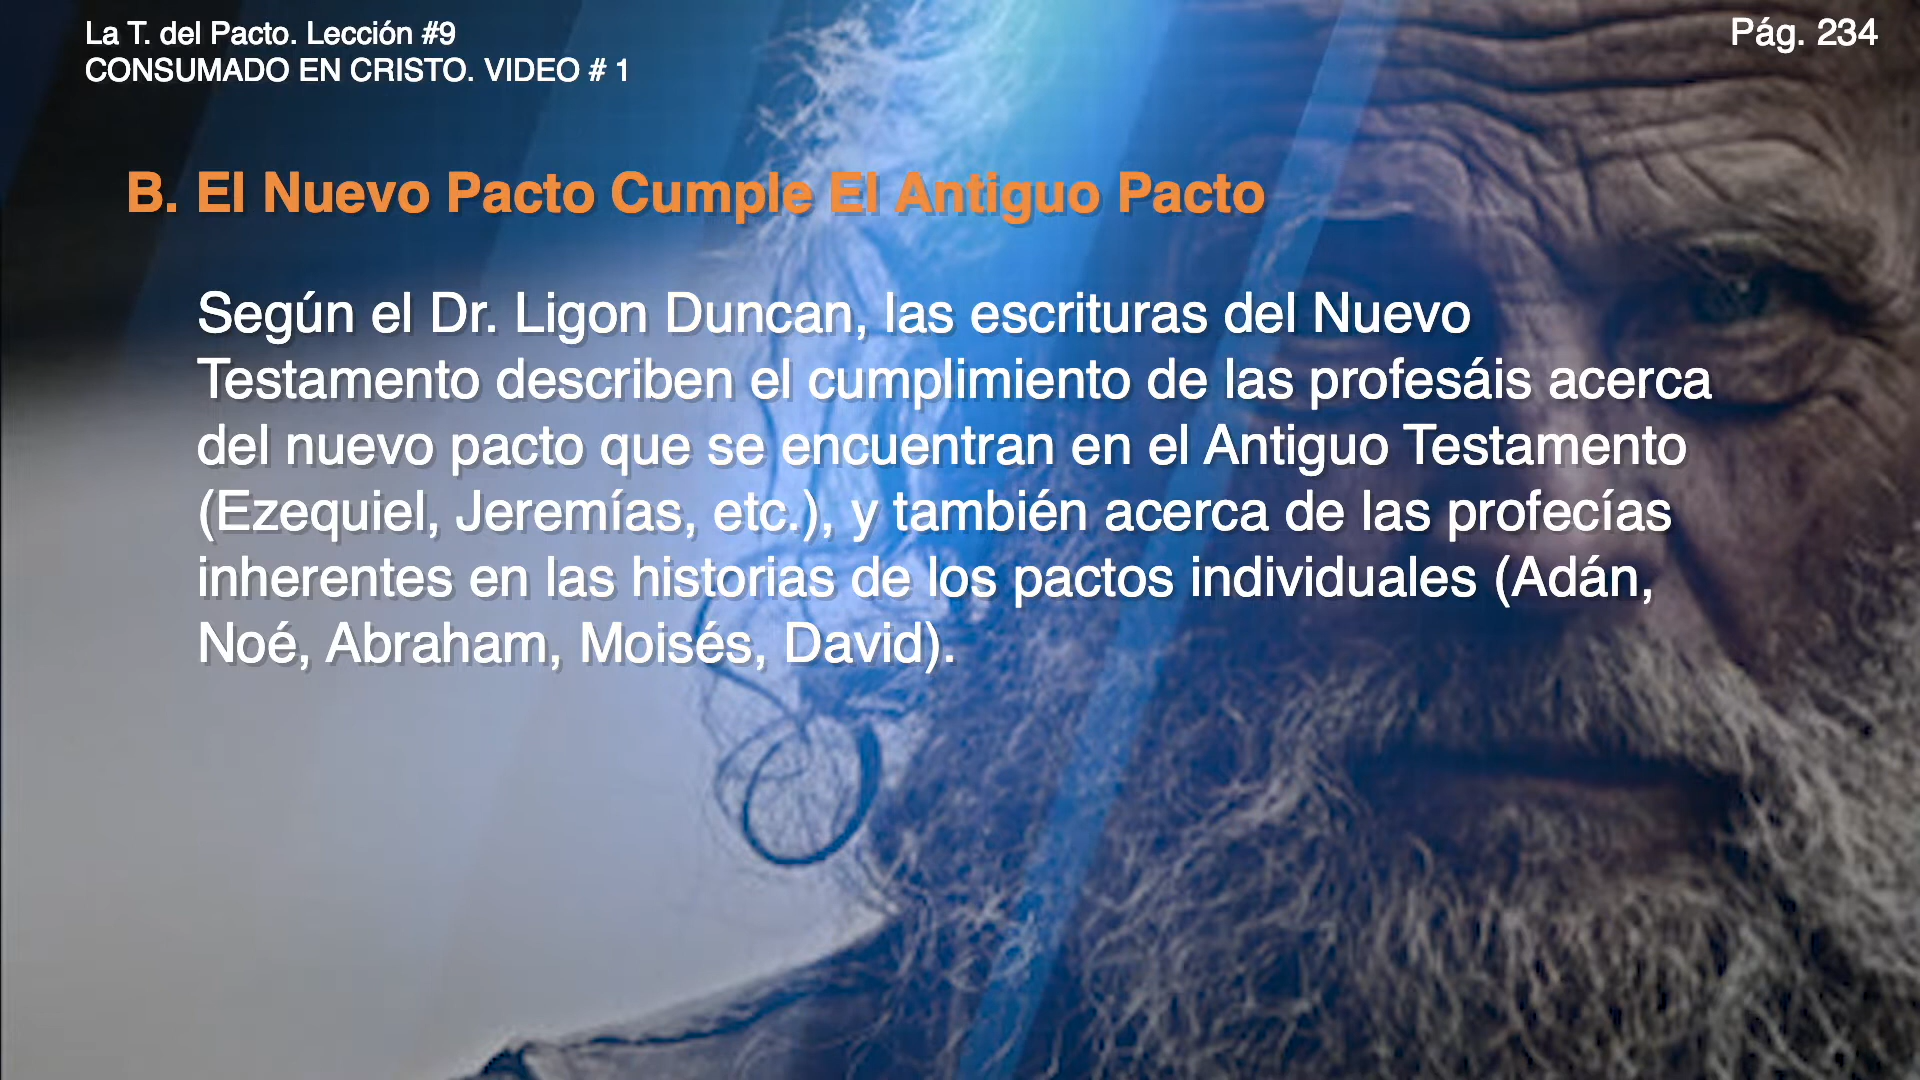 La T. del Pacto. Lección #9
CONSUMADO EN CRISTO. VIDEO # 1
Pág. 234
B. El Nuevo Pacto Cumple El Antiguo Pacto
Según el Dr. Ligon Duncan, las escrituras del Nuevo
Testamento describen el cumplimiento de las profesáis acerca
del nuevo pacto que se encuentran en el Antiguo Testamento
(Ezequiel, Jeremías, etc.), y también acerca de las profecías
inherentes en las historias de los pactos individuales (Adán,
Noé, Abraham, Moisés, David).